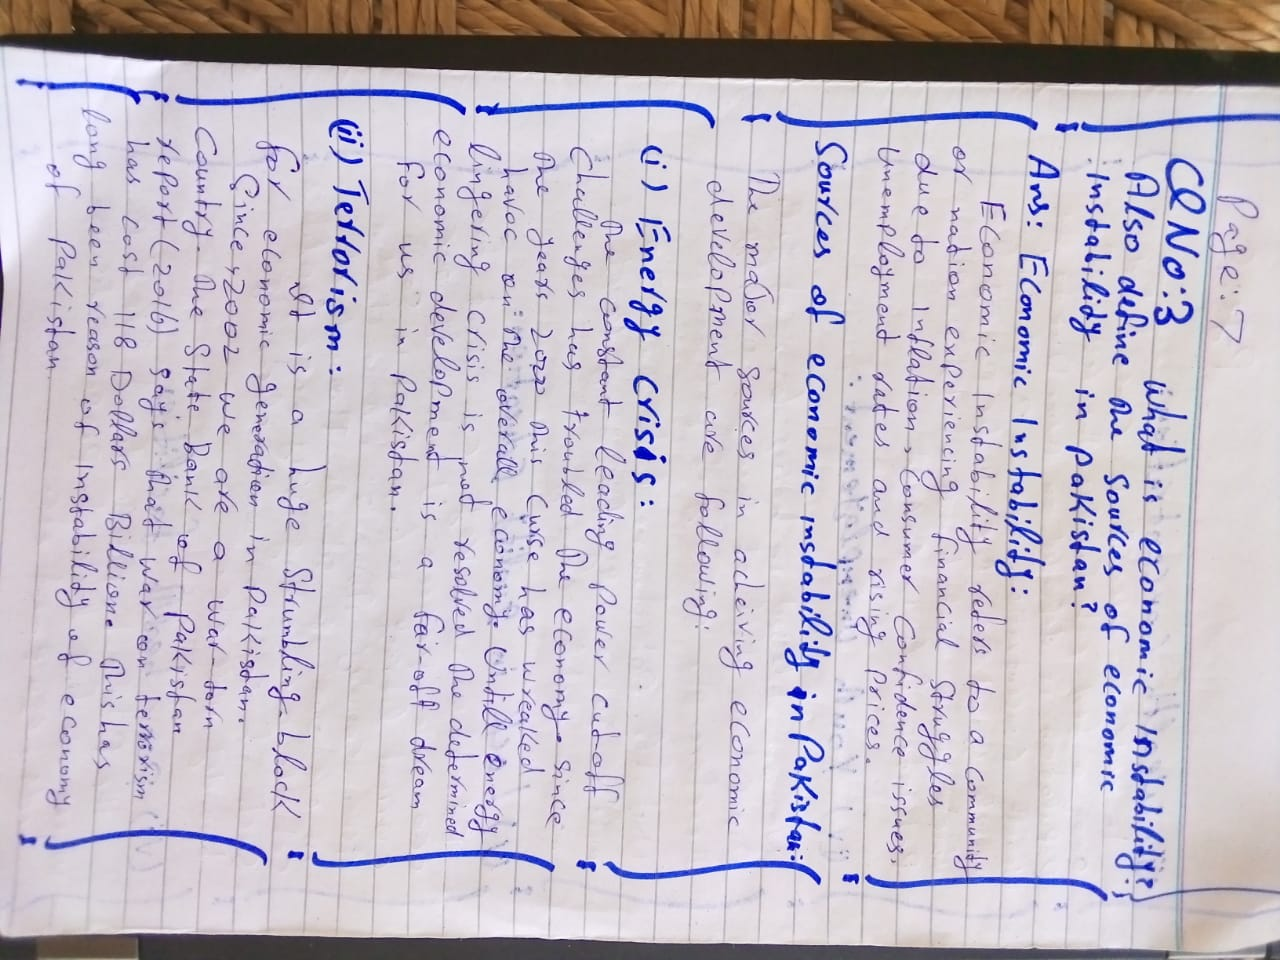 Page: 7
Q No: 3 What is economic instability?
Also define the Sources of economic
instability in pakistan?
Ans: Economic Instability:
Economic Instability refers to a community
or nation experiencing financial struggles
due to inflation, consumer confidence issues,
unemployment rates and rising prices.
Sources of economic instability in Pakistan:
The major sources in acheiving economic
development are following:
(i) Energy crisis:
The constant leading power cutoff
challenges has troubled the economy. Since
the years 2000 this curse has wreaked
havoc on the overall economy. Untill energy
lingering crisis is not resolved the determined
economic development is a far-off dream
for us in pakistan.
(ii) Terrorism:
It is a huge Strumbling-block
for economic generation in pakistan.
Since, 2002 we are a war-torn
Country. The State Bank of pakistan
report (2016) say's that war on terrorism
has cost 118 Dollars Billion. This has
long been reason of instability of economy
of pakistan.